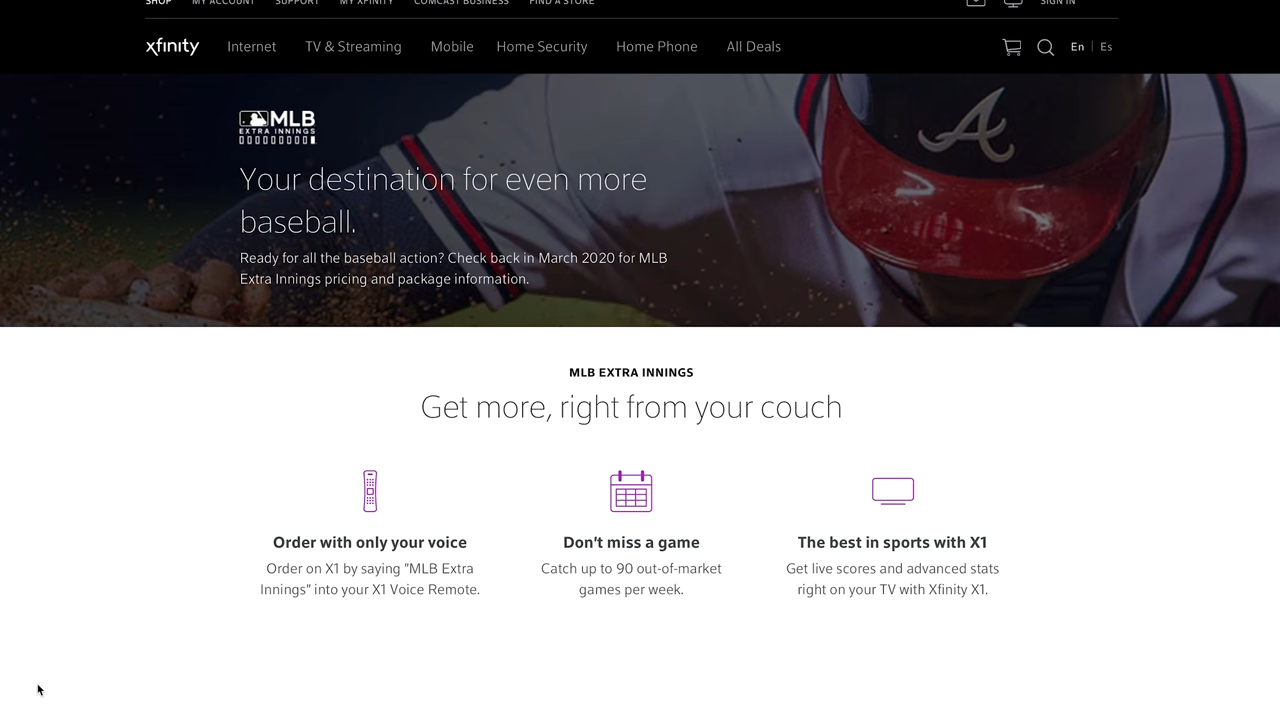 SHOP MY ACCOUNT SUPPORT MY XFINITY COMCAST BUSINESS FIND A STORE SIGN IN
xfinity Internet TV & Streaming Mobile Home Security Home Phone All Deals En | Es
MLB
EXTRA INNINGS
Your destination for even more
baseball.
Ready for all the baseball action? Check back in March 2020 for MLB
Extra Innings pricing and package information.
A
MLB EXTRA INNINGS
Get more, right from your couch
Order with only your voice
Order on X1 by saying "MLB Extra
Innings" into your X1 Voice Remote.
Don't miss a game
Catch up to 90 out-of-market
games per week.
The best in sports with X1
Get live scores and advanced stats
right on your TV with Xfinity X1.